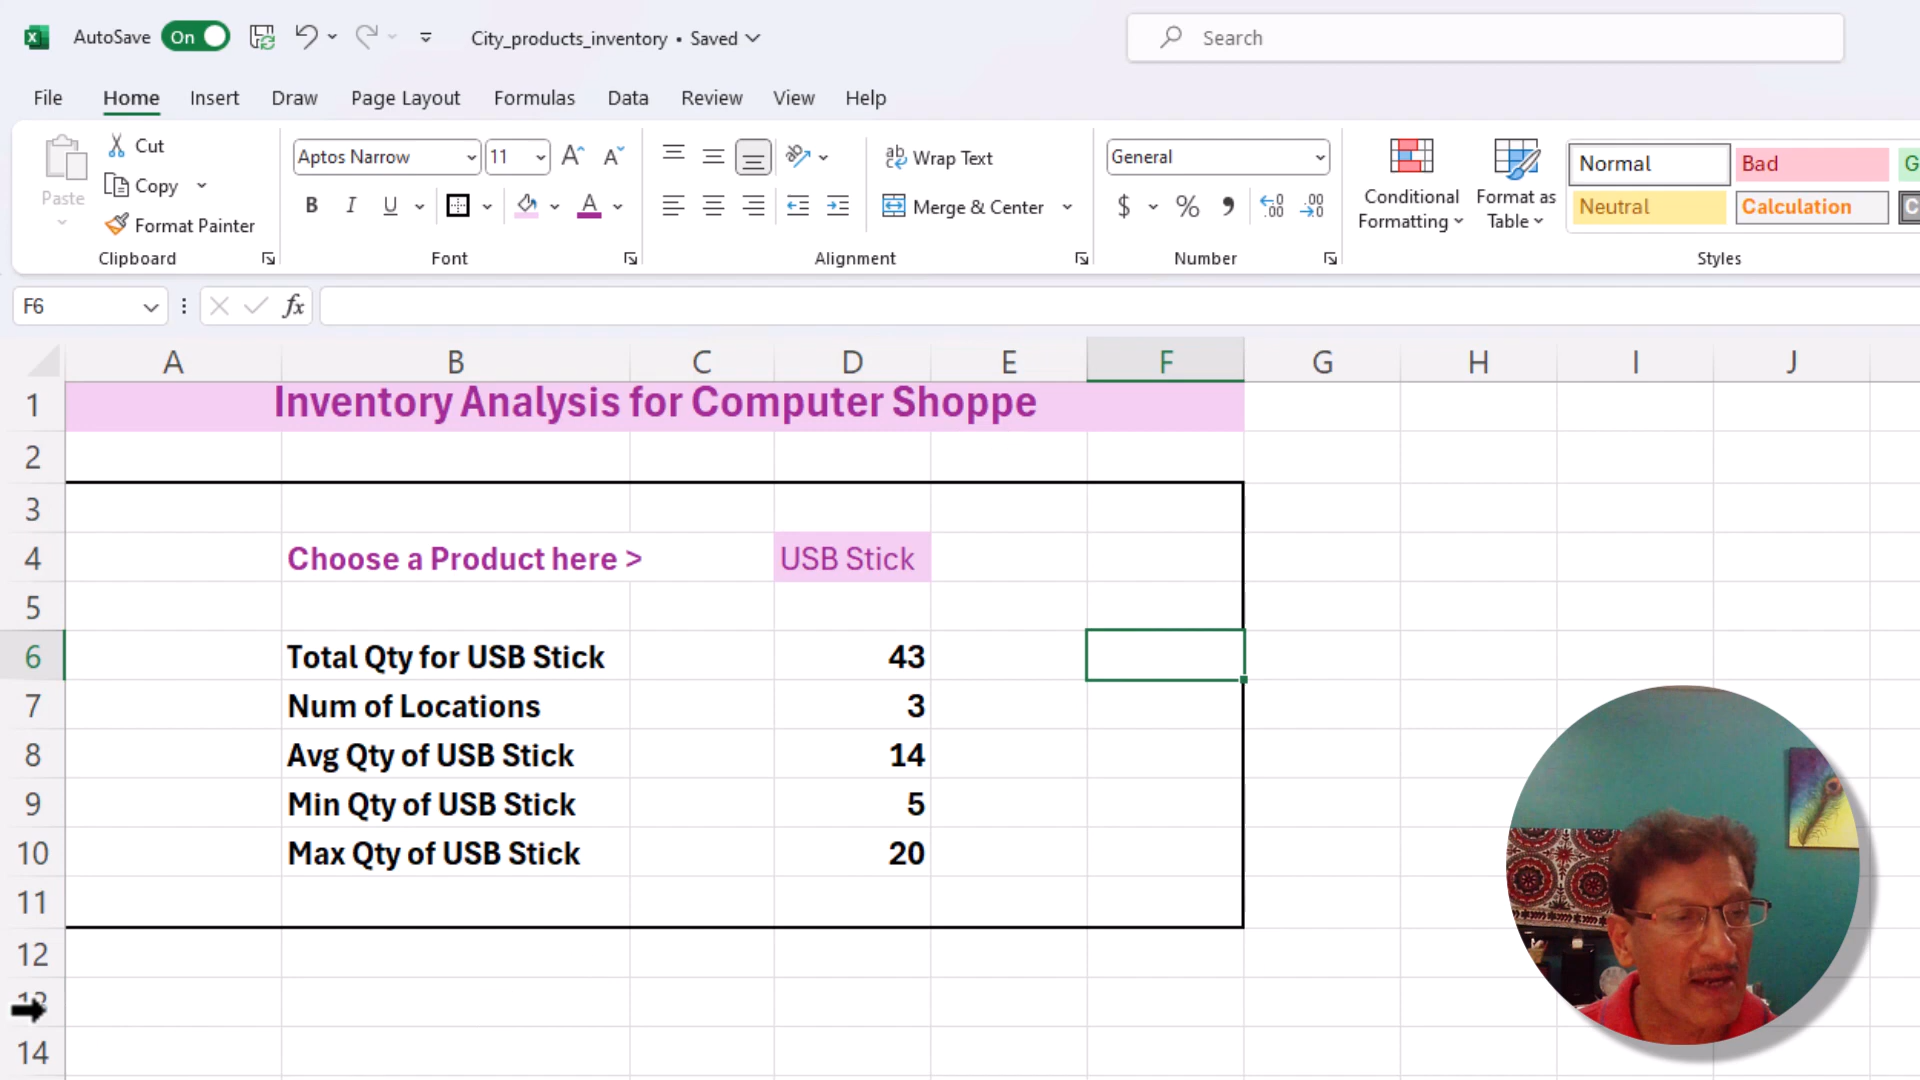 AutoSave On City_products_inventory • Saved Search
File Home Insert Draw Page Layout Formulas Data Review View Help
Paste Cut Copy Format Painter Clipboard
Aptos Narrow 11 B I U A Font
ab Wrap Text Merge & Center Alignment
General $ % 9 .00 Number
Conditional Formatting Format as Table
Normal Bad G
Neutral Calculation C
Styles
F6 fx
A B C D E F G H I J
1 Inventory Analysis for Computer Shoppe
2
3
4 Choose a Product here > USB Stick
5
6 Total Qty for USB Stick 43
7 Num of Locations 3
8 Avg Qty of USB Stick 14
9 Min Qty of USB Stick 5
10 Max Qty of USB Stick 20
11
12
14